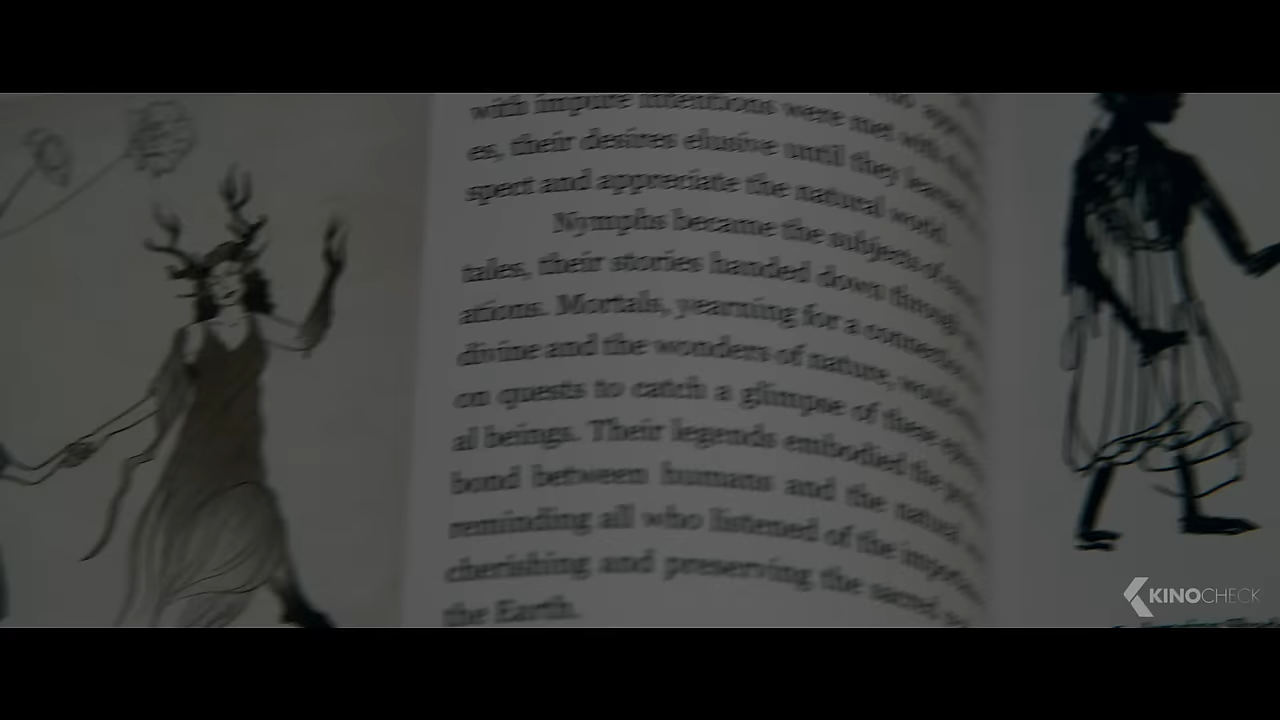 with impure intentions were met with
es, their desires elusive until they
spect and appreciate the natural world.
Nymphs became the subjects of
tales, their stories handed down through
ations. Mortals, yearning for a
divine and the wonders of nature, would
on quests to catch a glimpse of these
al beings. Their legends embodied the
bond between humans and the natural
reminding all who listened of the
cherishing and preserving the sacred
the Earth.
KINOCHECK